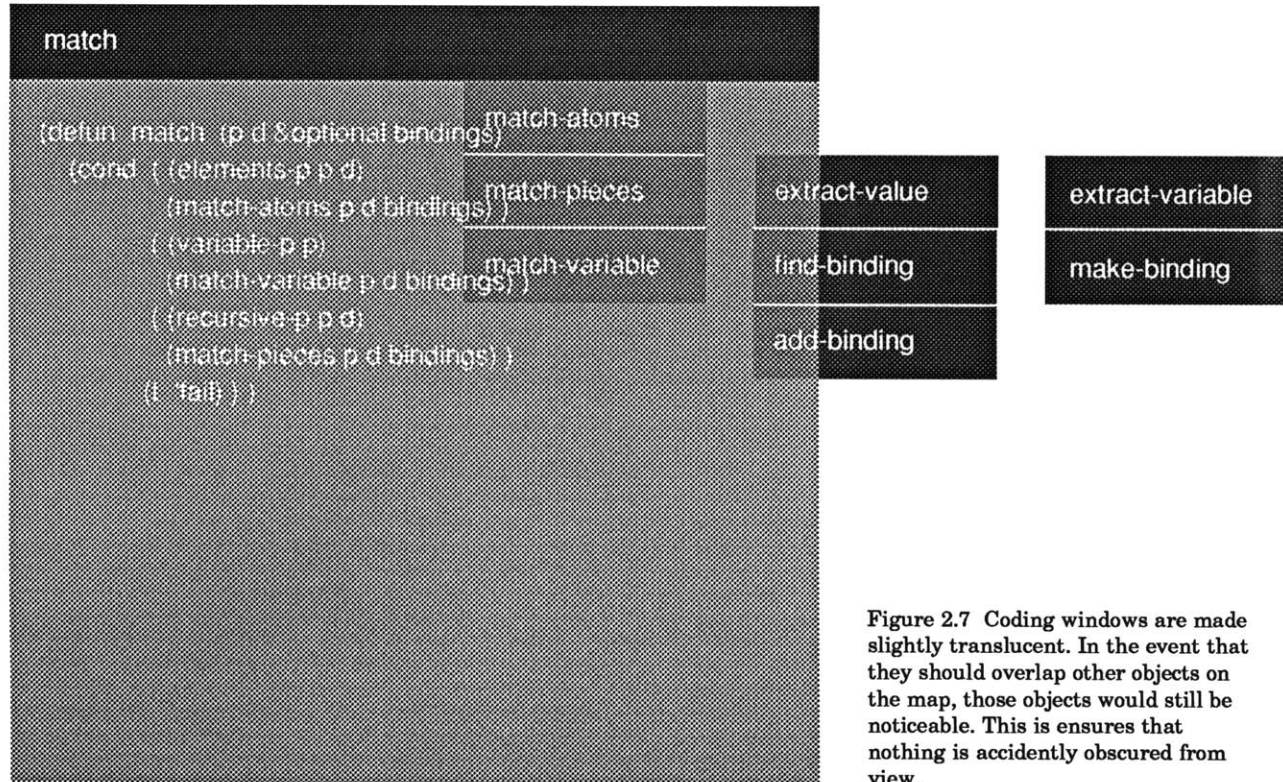 match
(defun match (p d &optional bindings)
(cond ( (elements-p p d)
(match-atoms p d bindings) )
( (variable-p p)
(match-variable p d bindings) )
( (recursive-p p d)
(match-pieces p d bindings) )
(t 'fail) ) )
match-atoms
match-pieces
match-variable
extract-value
find-binding
add-binding
extract-variable
make-binding
Figure 2.7 Coding windows are made
slightly translucent. In the event that
they should overlap other objects on
the map, those objects would still be
noticeable. This is ensures that
nothing is accidently obscured from
view.